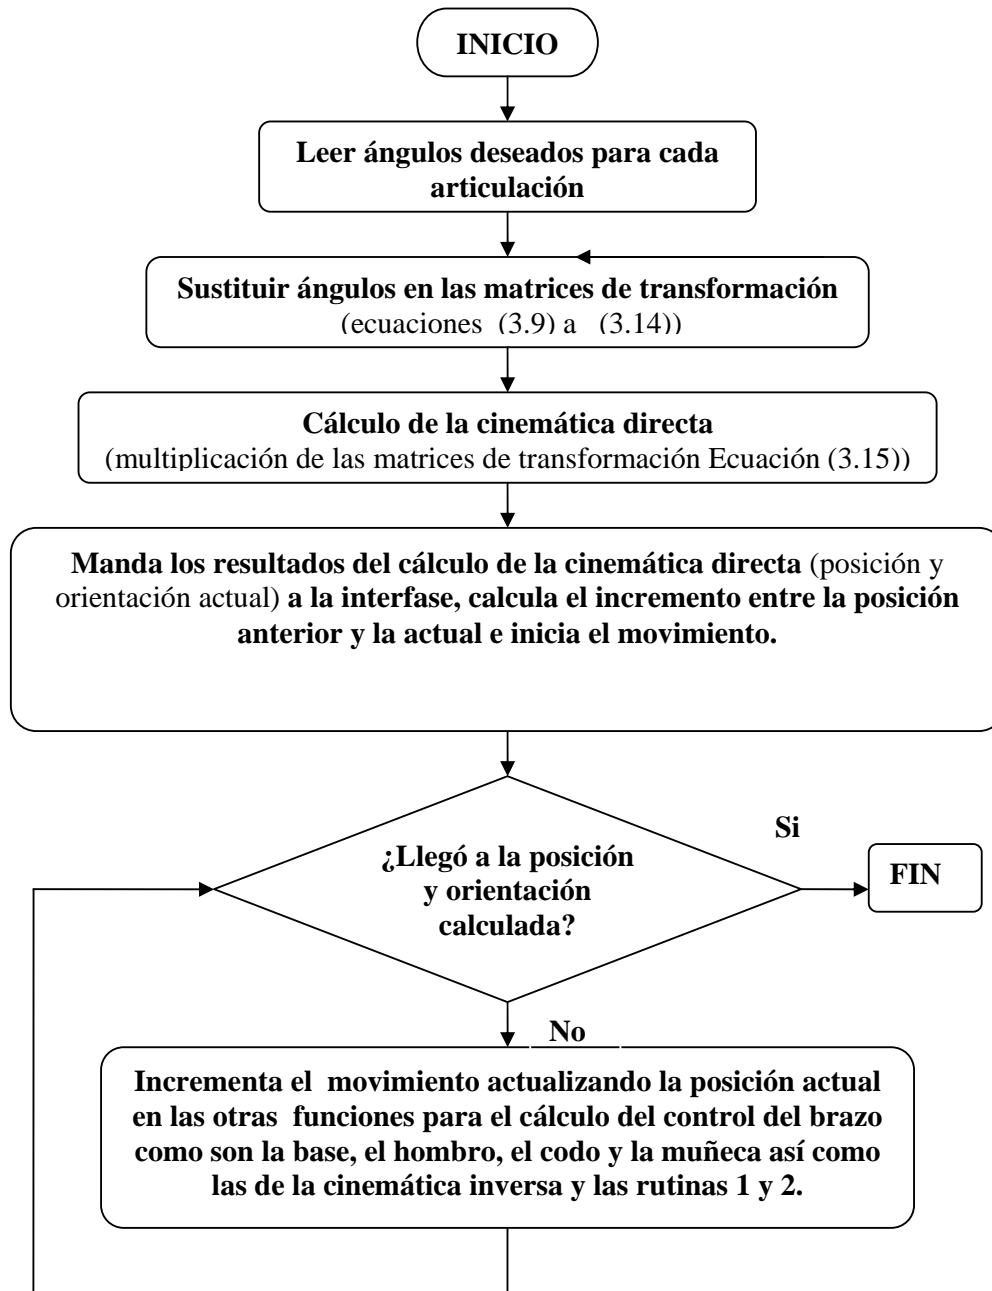 INICIO
Leer ángulos deseados para cada
articulación
Sustituir ángulos en las matrices de transformación
(ecuaciones (3.9) a (3.14))
Cálculo de la cinemática directa
(multiplicación de las matrices de transformación Ecuación (3.15))
Manda los resultados del cálculo de la cinemática directa (posición y
orientación actual) a la interfase, calcula el incremento entre la posición
anterior y la actual e inicia el movimiento.
Si
¿Llegó a la posición
y orientación
calculada?
FIN
No
Incrementa el movimiento actualizando la posición actual
en las otras funciones para el cálculo del control del brazo
como son la base, el hombro, el codo y la muñeca así como
las de la cinemática inversa y las rutinas 1 y 2.